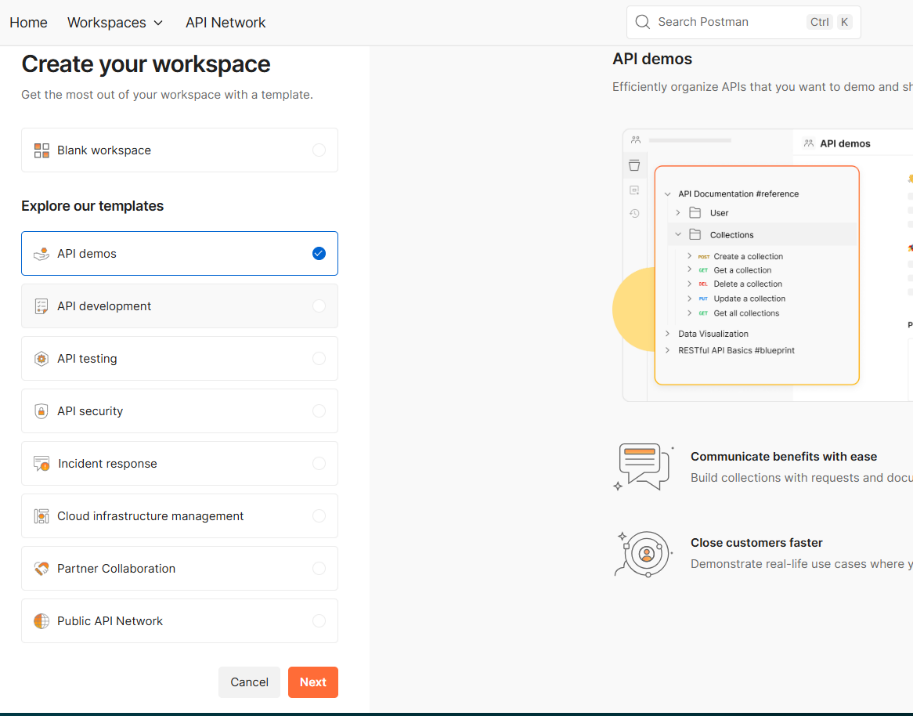 Home Workspaces API Network Search Postman Ctrl K
Create your workspace
Get the most out of your workspace with a template.
Blank workspace
Explore our templates
API demos
API development
API testing
API security
Incident response
Cloud infrastructure management
Partner Collaboration
Public API Network
Cancel Next
API demos
Efficiently organize APIs that you want to demo and
API demos
API Documentation #reference
User
Collections
POST Create a collection
GET Get a collection
DEL Delete a collection
PUT Update a collection
GET Get all collections
Data Visualization
RESTful API Basics #blueprint
Communicate benefits with ease
Build collections with requests and
Close customers faster
Demonstrate real-life use cases where